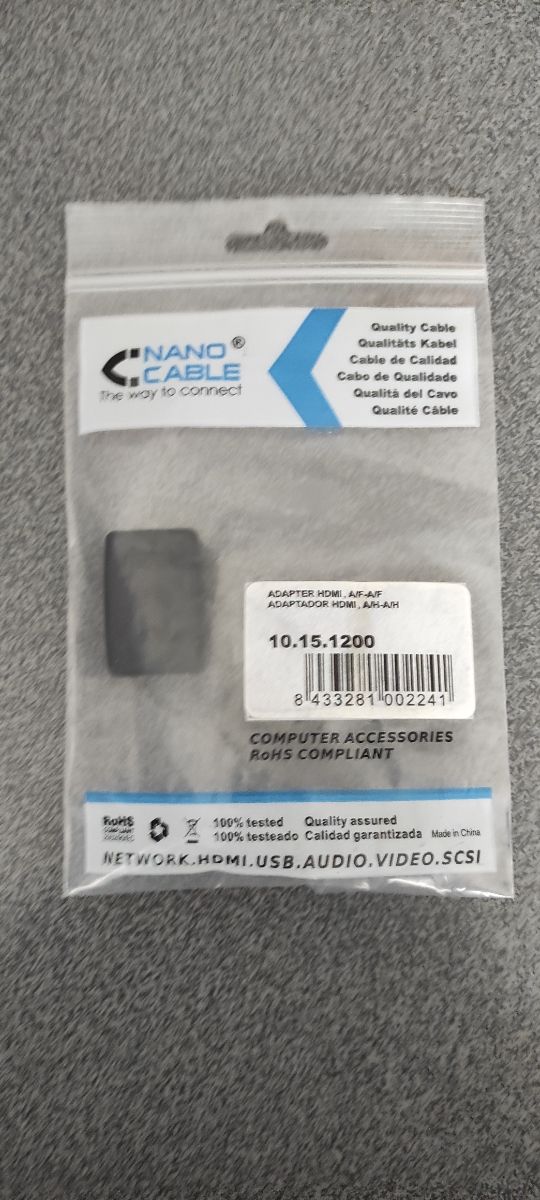 NANO
CABLE®
The way to connect
Quality Cable
Qualitäts Kabel
Cable de Calidad
Cabo de Qualidade
Qualità del Cavo
Qualité Câble
ADAPTER HDMI, A/F-A/F
ADAPTADOR HDMI, A/H-A/H
10.15.1200
8 433281 002241
COMPUTER ACCESSORIES
RoHS COMPLIANT
RoHS
COMPLIANT
100% tested Quality assured
100% testeado Calidad garantizada Made in China
NETWORK.HDMI.USB.AUDIO.VIDEO.SCSI